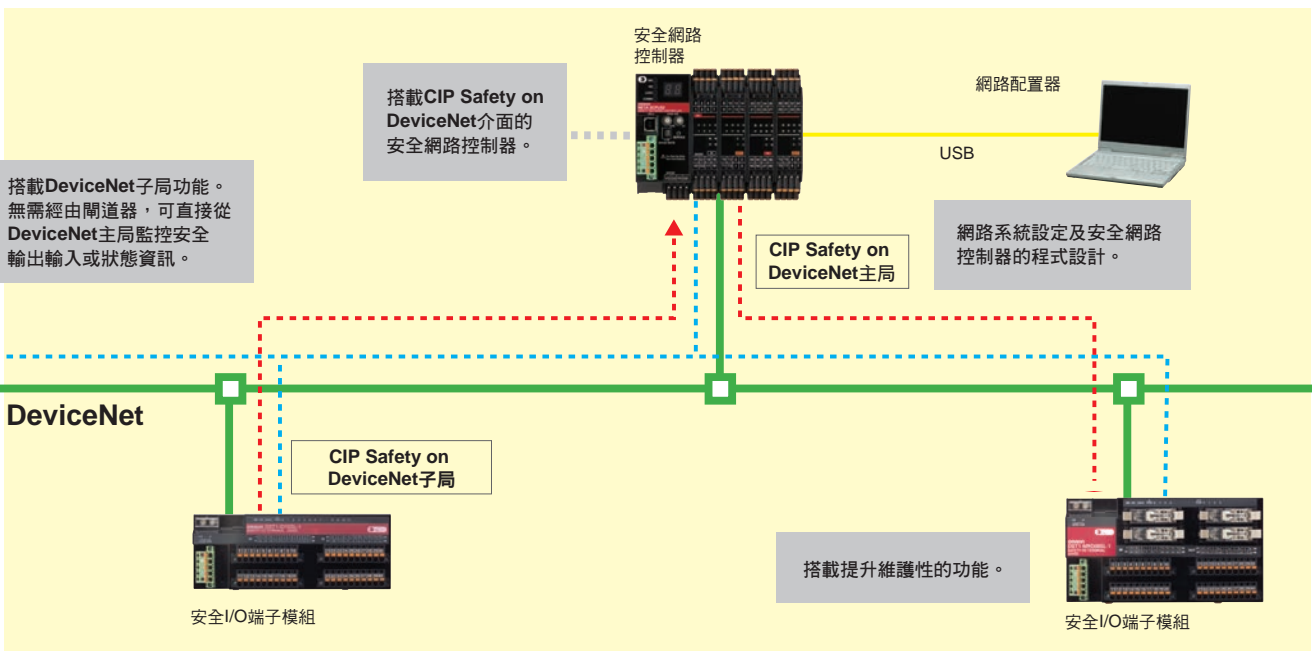 安全網路
控制器
搭載CIP Safety on
DeviceNet介面的
安全網路控制器。
網路配置器
USB
搭載DeviceNet子局功能。
無需經由閘道器，可直接從
DeviceNet主局監控安全
輸出輸入或狀態資訊。
CIP Safety on
DeviceNet主局
網路系統設定及安全網路
控制器的程式設計。
DeviceNet
CIP Safety on
DeviceNet子局
搭載提升維護性的功能。
安全I/O端子模組
安全I/O端子模組